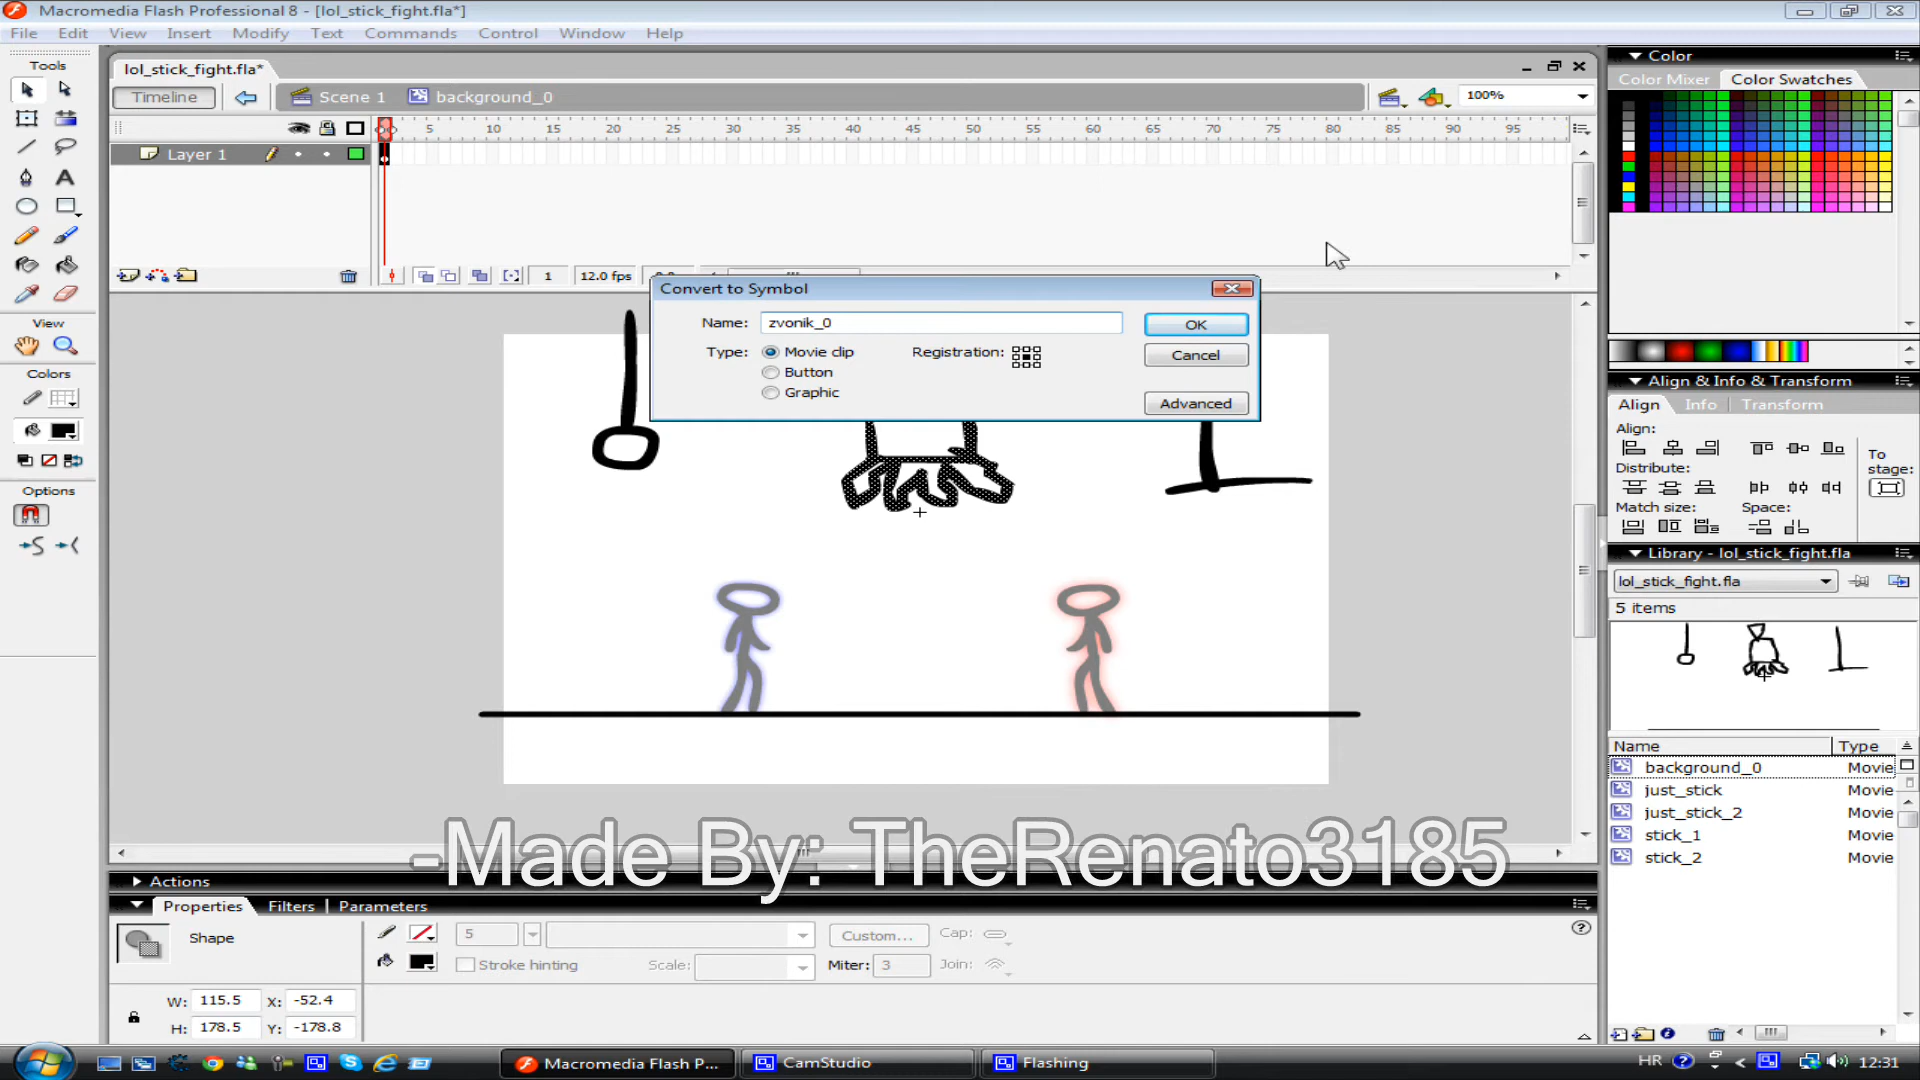 Macromedia Flash Professional 8 - [lol_stick_fight.fla*]
File Edit View Insert Modify Text Commands Control Window Help
Tools
lol_stick_fight.fla*
Timeline Scene 1 background_0 100%
5 10 15 20 25 30 35 40 45 50 55 60 65 70 75 80 85 90 95
Layer 1
1 12.0 fps
View
Colors
Options
Convert to Symbol
Name: zvonik_0 OK
Type: Movie clip Registration: Cancel
Button
Graphic Advanced
Color
Color Mixer Color Swatches
Align & Info & Transform
Align Info Transform
Align:
To stage:
Distribute:
Match size: Space:
Library - lol_stick_fight.fla
lol_stick_fight.fla
5 items
Name Type
background_0 Movie
just_stick Movie
just_stick_2 Movie
stick_1 Movie
stick_2 Movie
-Made By: TheRenato3185
Actions
Properties Filters Parameters
Shape 5 Custom... Cap:
Stroke hinting Scale: Miter: 3 Join:
W: 115.5 X: -52.4
H: 178.5 Y: -178.8
Macromedia Flash P... CamStudio Flashing HR 12:31